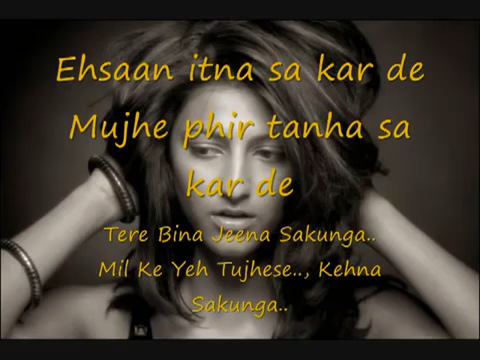 Ehsaan itna sa kar de
Mujhe phir tanha sa
kar de
Tere Bina Jeena Sakunga..
Mil Ke Yeh Tujhese.., Kehna
Sakunga..